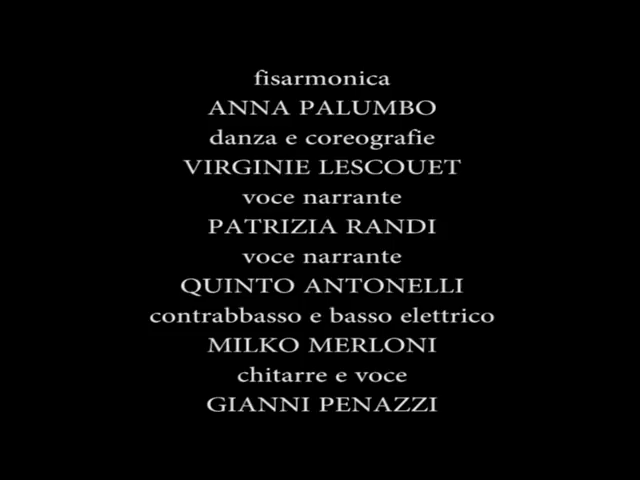 fisarmonica
ANNA PALUMBO
danza e coreografie
VIRGINIE LESCOUET
voce narrante
PATRIZIA RANDI
voce narrante
QUINTO ANTONELLI
contrabbasso e basso elettrico
MILKO MERLONI
chitarre e voce
GIANNI PENAZZI